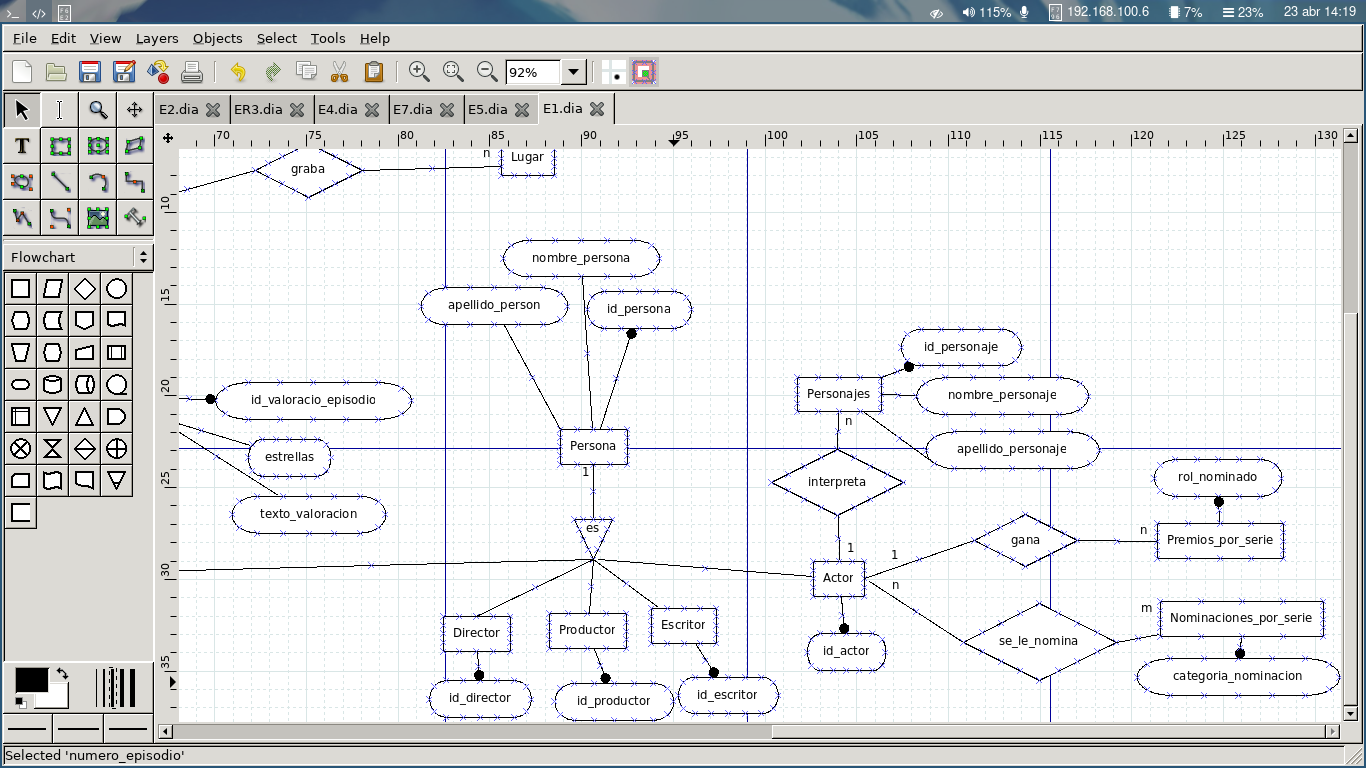 115% 192.168.100.6 7% 23% 23 abr 14:19
File Edit View Layers Objects Select Tools Help
92%
E2.dia ER3.dia E4.dia E7.dia E5.dia E1.dia
70 75 80 85 90 95 100 105 110 115 120 125 130
T
Flowchart
10
15
20
25
30
35
graba
n
Lugar
nombre_persona
apellido_person
id_persona
id_personaje
Personajes
nombre_personaje
n
apellido_personaje
id_valoracio_episodio
estrellas
texto_valoracion
Persona
1
es
interpreta
1
rol_nominado
1
gana
n
Premios_por_serie
Actor
n
m
Nominaciones_por_serie
se_le_nomina
categoria_nominacion
id_actor
Director
Productor
Escritor
id_director
id_productor
id_escritor
Selected 'numero_episodio'